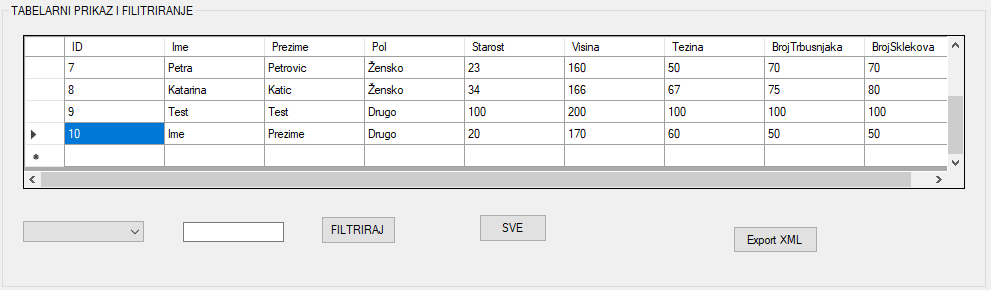 TABELARNI PRIKAZ I FILITRIRANJE
ID Ime Prezime Pol Starost Visina Tezina BrojTrbusnjaka BrojSklekova
7 Petra Petrovic Žensko 23 160 50 70 70
8 Katarina Katic Žensko 34 166 67 75 80
9 Test Test Drugo 100 200 100 100 100
10 Ime Prezime Drugo 20 170 60 50 50
FILTRIRAJ SVE Export XML